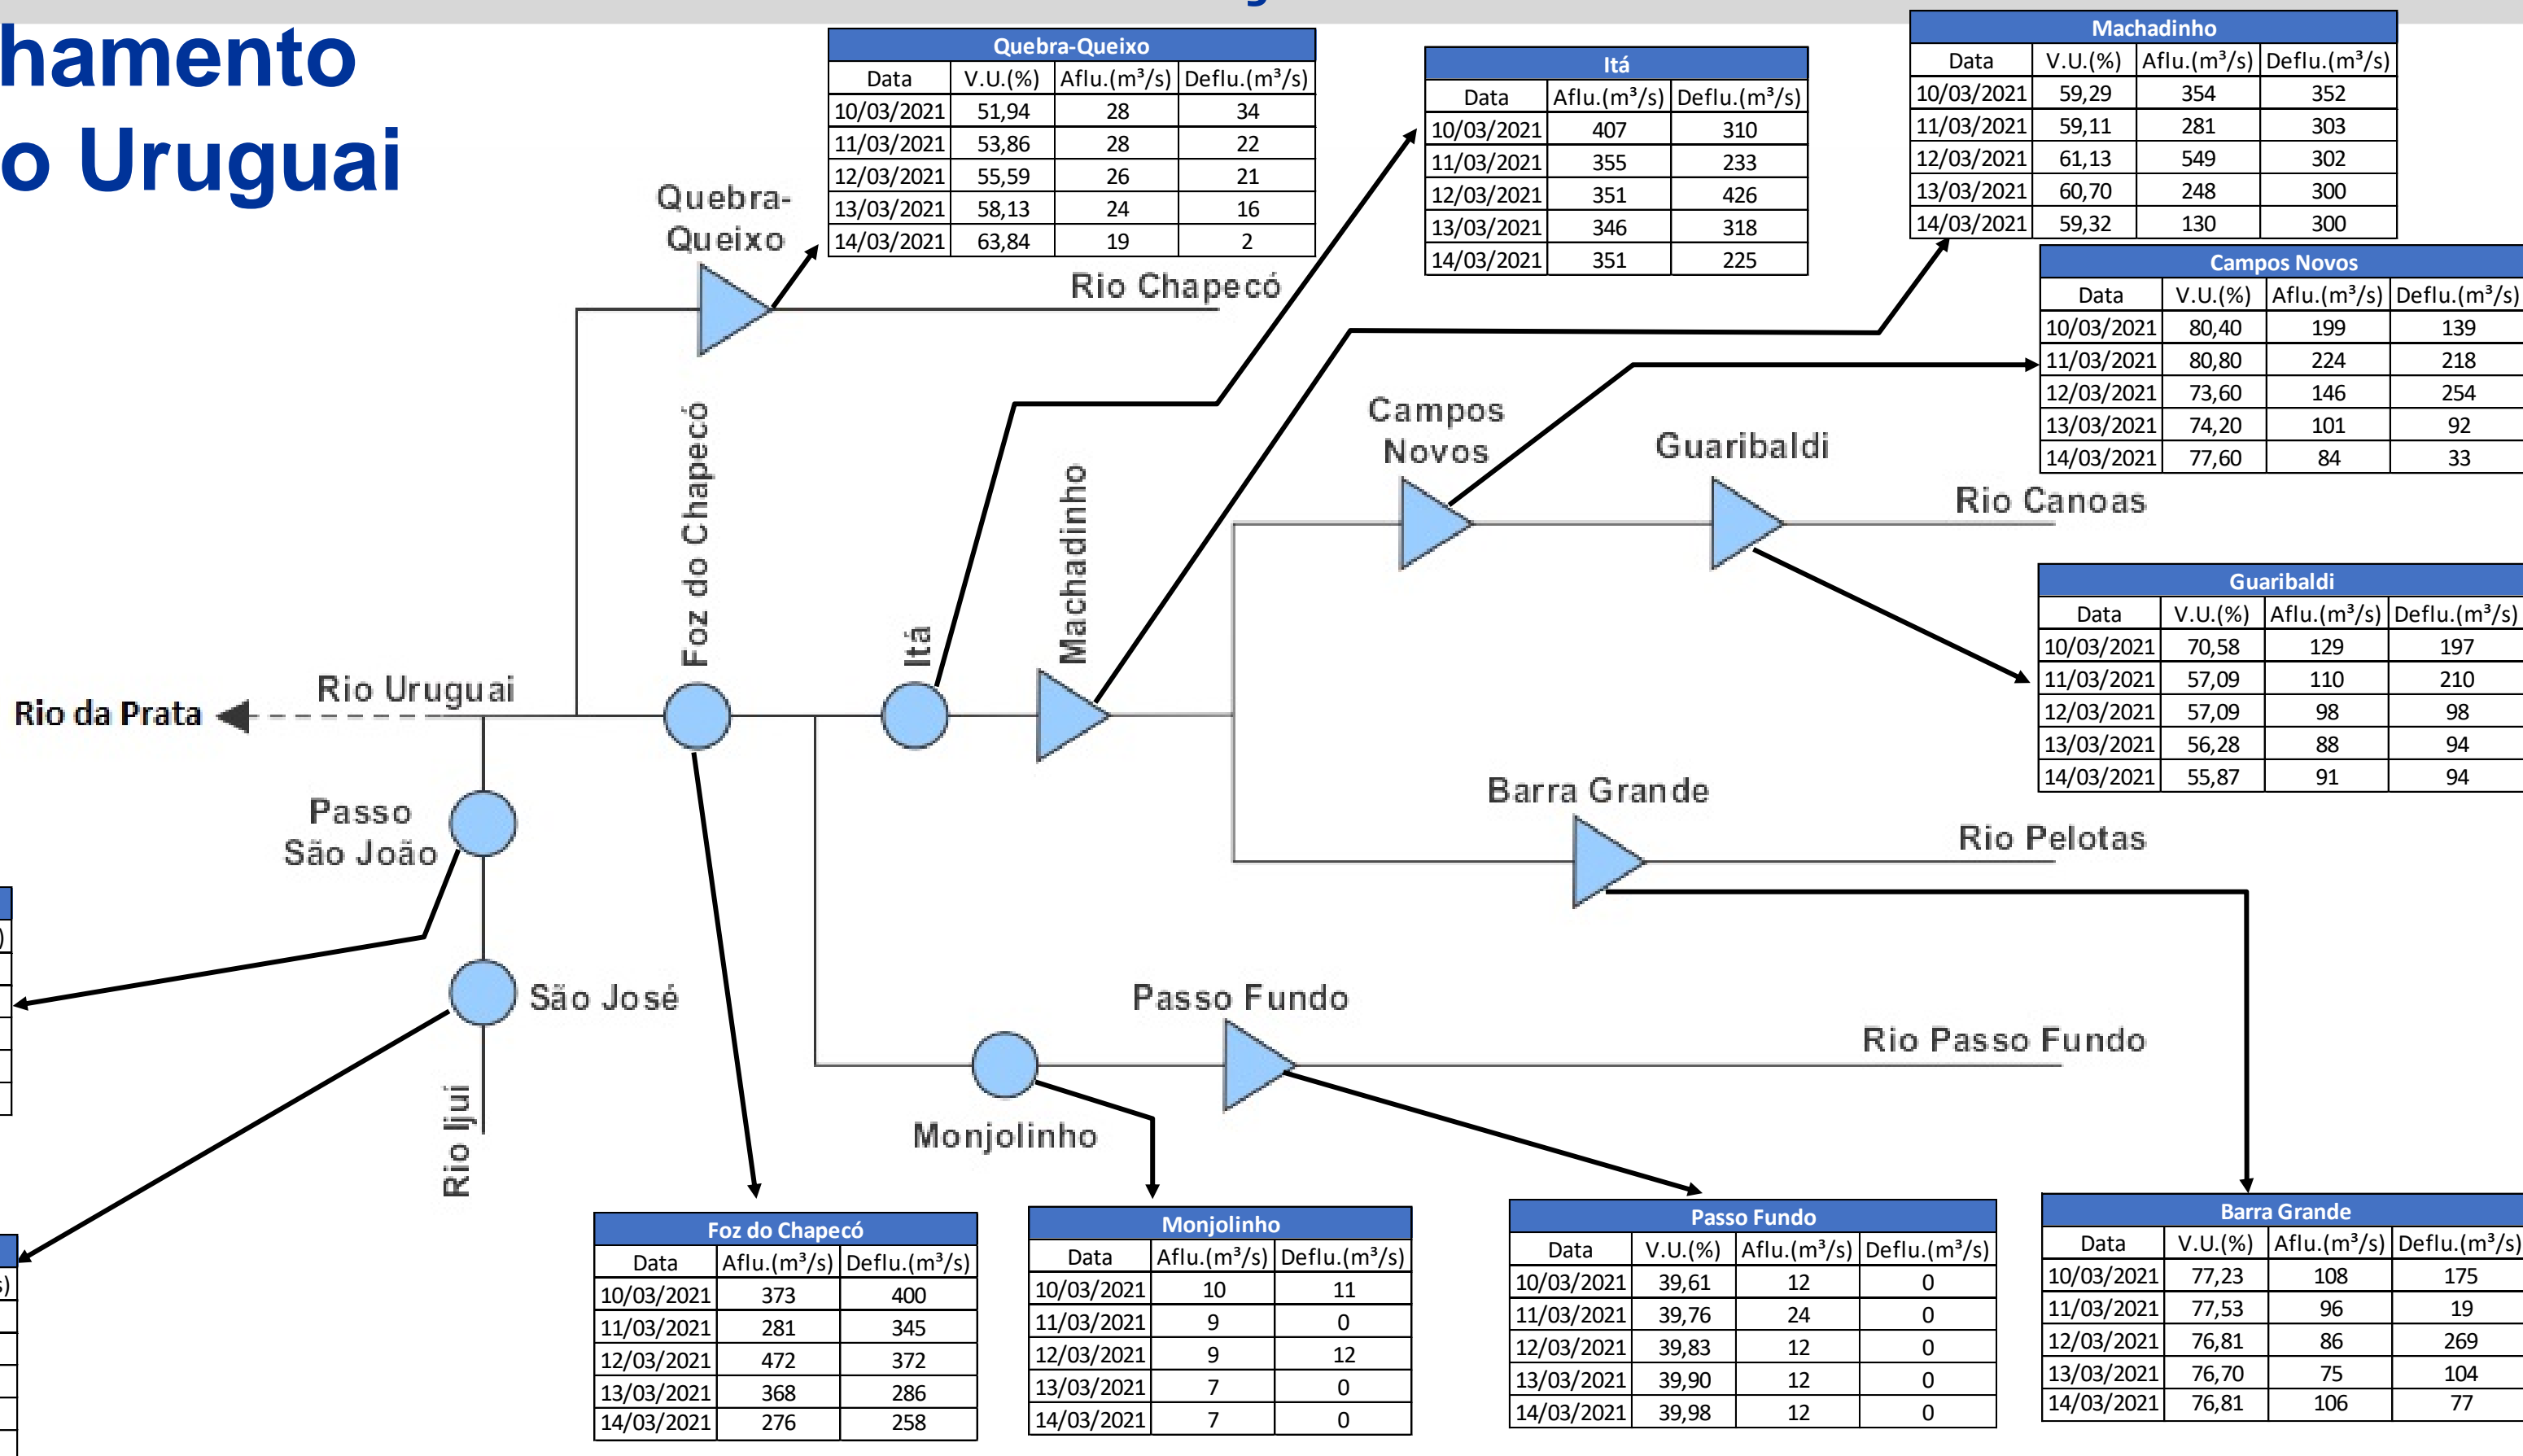 hamento
o Uruguai
Quebra-Queixo
Data V.U.(%) Aflu.(m³/s) Deflu.(m³/s)
10/03/2021 51,94 28 34
11/03/2021 53,86 28 22
12/03/2021 55,59 26 21
13/03/2021 58,13 24 16
14/03/2021 63,84 19 2
Itá
Data Aflu.(m³/s) Deflu.(m³/s)
10/03/2021 407 310
11/03/2021 355 233
12/03/2021 351 426
13/03/2021 346 318
14/03/2021 351 225
Machadinho
Data V.U.(%) Aflu.(m³/s) Deflu.(m³/s)
10/03/2021 59,29 354 352
11/03/2021 59,11 281 303
12/03/2021 61,13 549 302
13/03/2021 60,70 248 300
14/03/2021 59,32 130 300
Campos Novos
Data V.U.(%) Aflu.(m³/s) Deflu.(m³/s)
10/03/2021 80,40 199 139
11/03/2021 80,80 224 218
12/03/2021 73,60 146 254
13/03/2021 74,20 101 92
14/03/2021 77,60 84 33
Quebra-
Queixo
Rio Chapecó
Foz do Chapecó
Itá
Machadinho
Campos
Novos
Guaribaldi
Rio Canoas
Guaribaldi
Data V.U.(%) Aflu.(m³/s) Deflu.(m³/s)
10/03/2021 70,58 129 197
11/03/2021 57,09 110 210
12/03/2021 57,09 98 98
13/03/2021 56,28 88 94
14/03/2021 55,87 91 94
Rio da Prata
Rio Uruguai
Passo
São João
São José
Rio Ijui
Barra Grande
Rio Pelotas
Passo Fundo
Rio Passo Fundo
Monjolinho
Foz do Chapecó
Data Aflu.(m³/s) Deflu.(m³/s)
10/03/2021 373 400
11/03/2021 281 345
12/03/2021 472 372
13/03/2021 368 286
14/03/2021 276 258
Monjolinho
Data Aflu.(m³/s) Deflu.(m³/s)
10/03/2021 10 11
11/03/2021 9 0
12/03/2021 9 12
13/03/2021 7 0
14/03/2021 7 0
Passo Fundo
Data V.U.(%) Aflu.(m³/s) Deflu.(m³/s)
10/03/2021 39,61 12 0
11/03/2021 39,76 24 0
12/03/2021 39,83 12 0
13/03/2021 39,90 12 0
14/03/2021 39,98 12 0
Barra Grande
Data V.U.(%) Aflu.(m³/s) Deflu.(m³/s)
10/03/2021 77,23 108 175
11/03/2021 77,53 96 19
12/03/2021 76,81 86 269
13/03/2021 76,70 75 104
14/03/2021 76,81 106 77